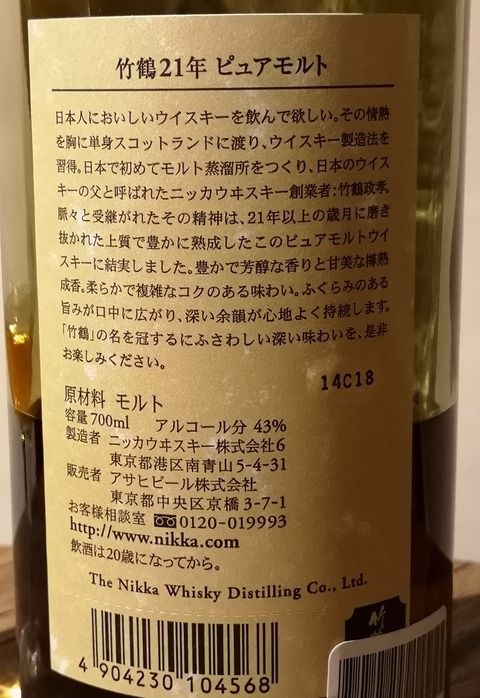 竹鶴21年 ピュアモルト
日本人においしいウイスキーを飲んで欲しい。その情熱
を胸に単身スコットランドに渡り、ウイスキー製造法を
習得。日本で初めてモルト蒸溜所をつくり、日本のウイス
キーの父と呼ばれたニッカウヰスキー創業者:竹鶴政孝。
脈々と受継がれたその精神は、21年以上の歳月に磨き
抜かれた上質で豊かに熟成したこのピュアモルトウイ
スキーに結実しました。豊かで芳醇な香りと甘美な樽熟
成香。柔らかで複雑なコクのある味わい。ふくらみのある
旨みが口中に広がり、深い余韻が心地よく持続します。
「竹鶴」の名を冠するにふさわしい深い味わいを、是非
お楽しみください。
14C18
原材料 モルト
容量700ml アルコール分 43%
製造者 ニッカウヰスキー株式会社6
東京都港区南青山5-4-31
販売者 アサヒビール株式会社
東京都中央区京橋3-7-1
お客様相談室 0120-019993
http://www.nikka.com
飲酒は20歳になってから。
The Nikka Whisky Distilling Co., Ltd.
4 904230 104568
竹